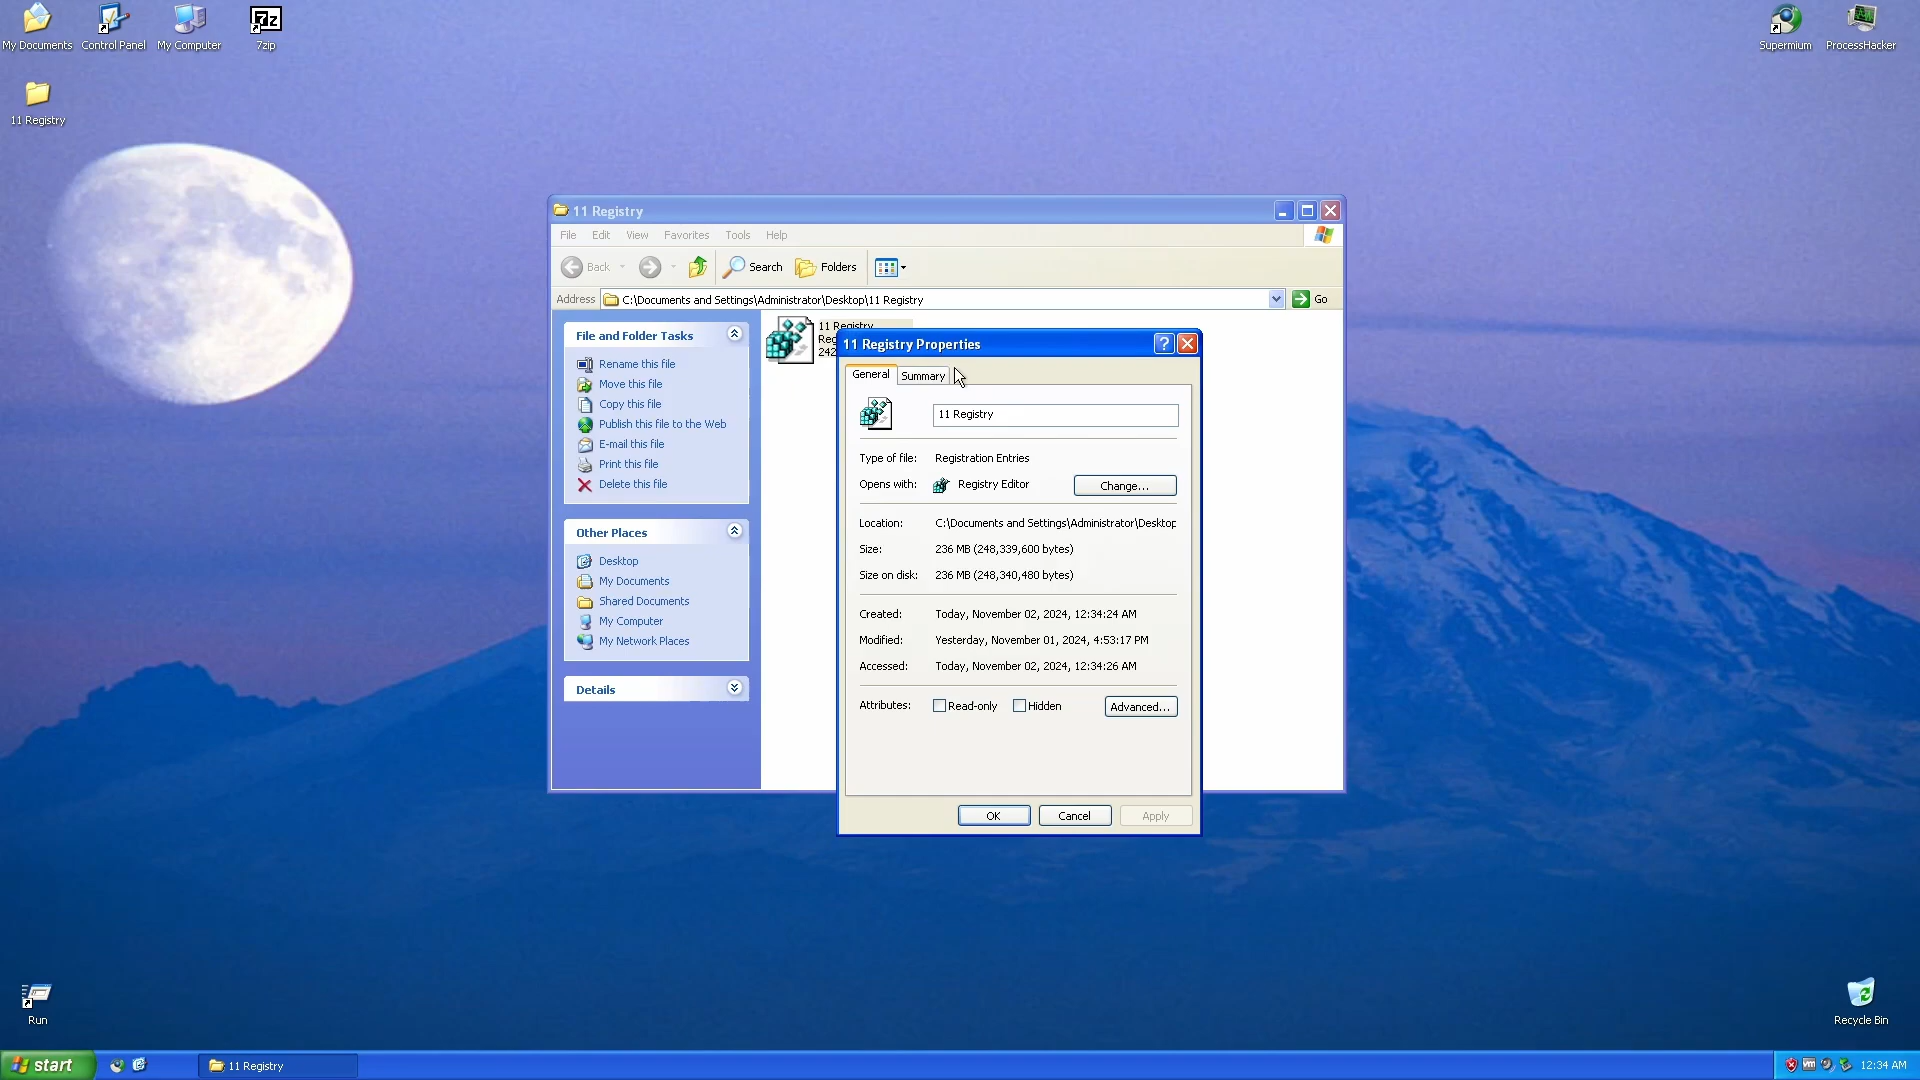 My Documents
Control Panel
My Computer
7z
7zip
Supermium
ProcessHacker
11 Registry
11 Registry
File Edit View Favorites Tools Help
Back Search Folders
Address C:\Documents and Settings\Administrator\Desktop\11 Registry Go
File and Folder Tasks
Rename this file
Move this file
Copy this file
Publish this file to the Web
E-mail this file
Print this file
Delete this file
Other Places
Desktop
My Documents
Shared Documents
My Computer
My Network Places
Details
11 Registry
Reg
242
11 Registry Properties
General Summary
11 Registry
Type of file: Registration Entries
Opens with: Registry Editor Change...
Location: C:\Documents and Settings\Administrator\Desktop
Size: 236 MB (248,339,600 bytes)
Size on disk: 236 MB (248,340,480 bytes)
Created: Today, November 02, 2024, 12:34:24 AM
Modified: Yesterday, November 01, 2024, 4:53:17 PM
Accessed: Today, November 02, 2024, 12:34:26 AM
Attributes: Read-only Hidden Advanced...
OK Cancel Apply
Run
Recycle Bin
start 11 Registry vm 12:34 AM